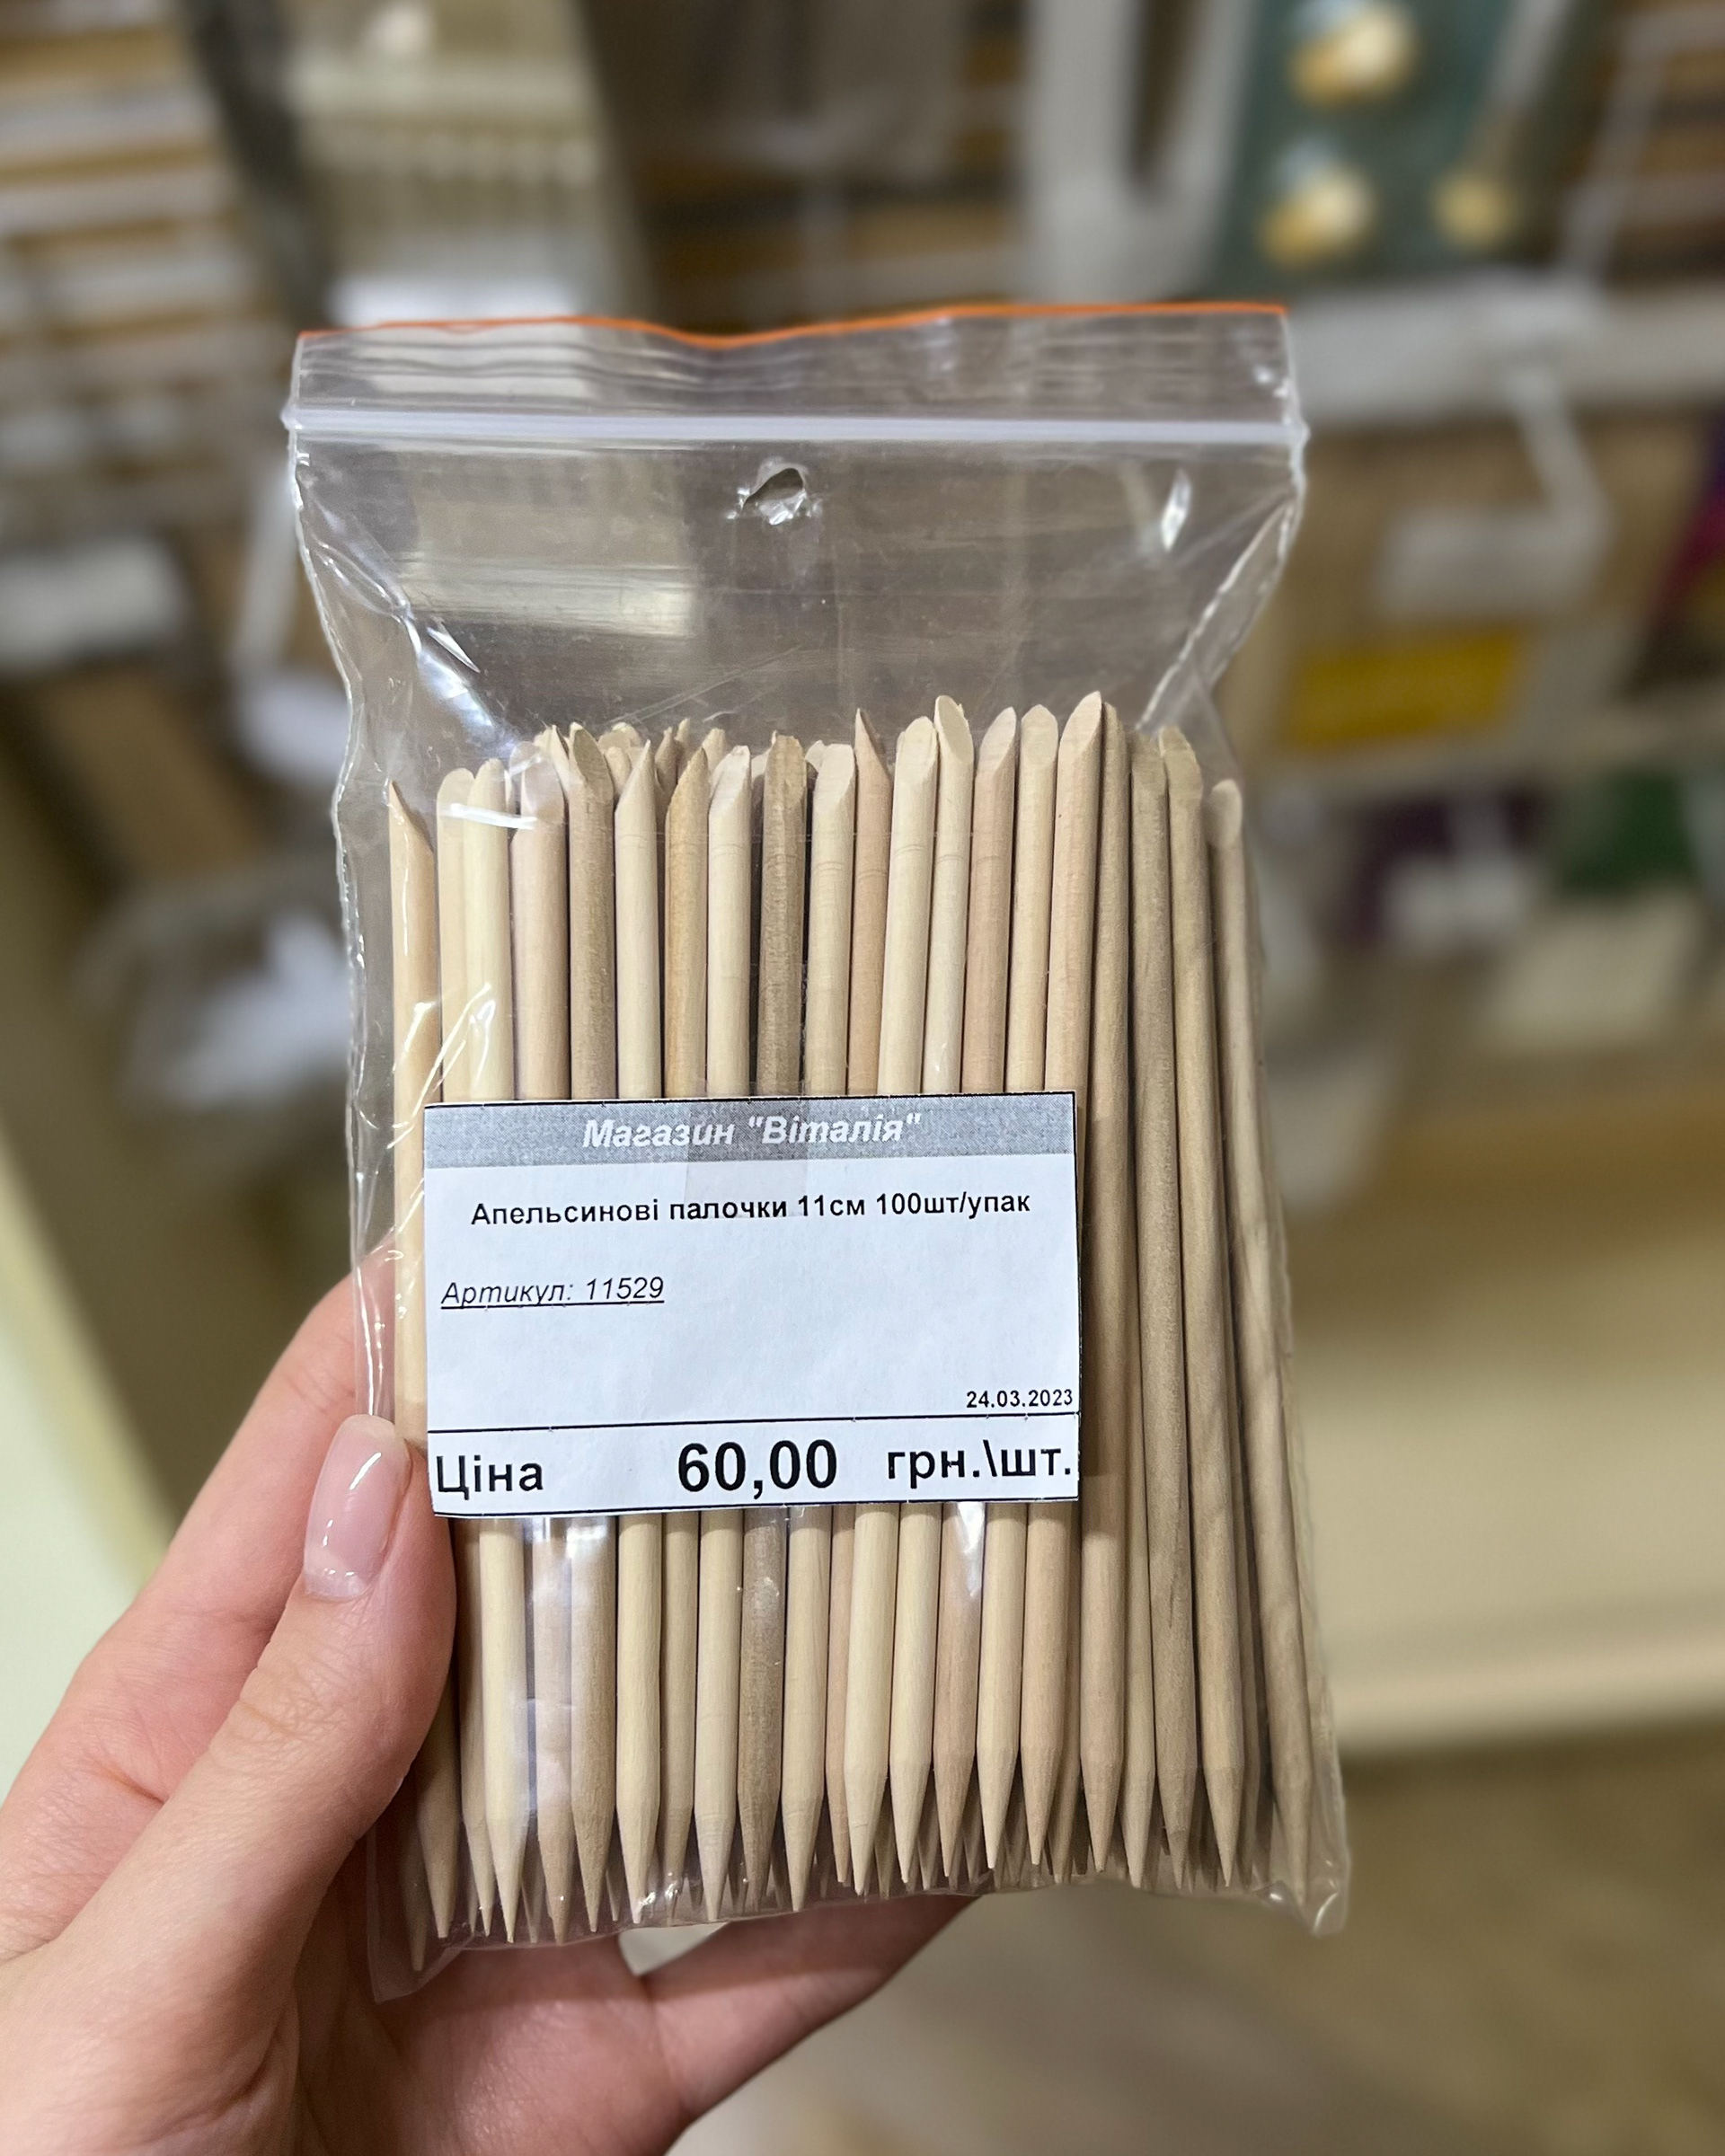 Магазин "Віталія"
Апельсинові палочки 11см 100шт/упак
Артикул: 11529
24.03.2023
Ціна 60,00 грн.\шт.